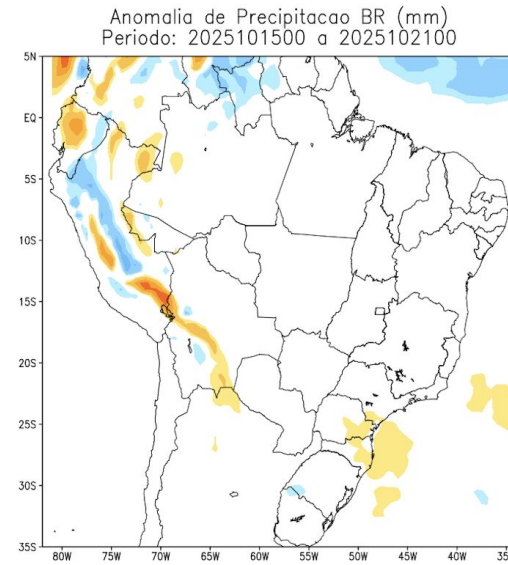 Anomalia de Precipitacao BR (mm)
Periodo: 2025101500 a 2025102100
5N
EQ
5S
10S
15S
20S
25S
30S
35S
80W 75W 70W 65W 60W 55W 50W 45W 40W 35W